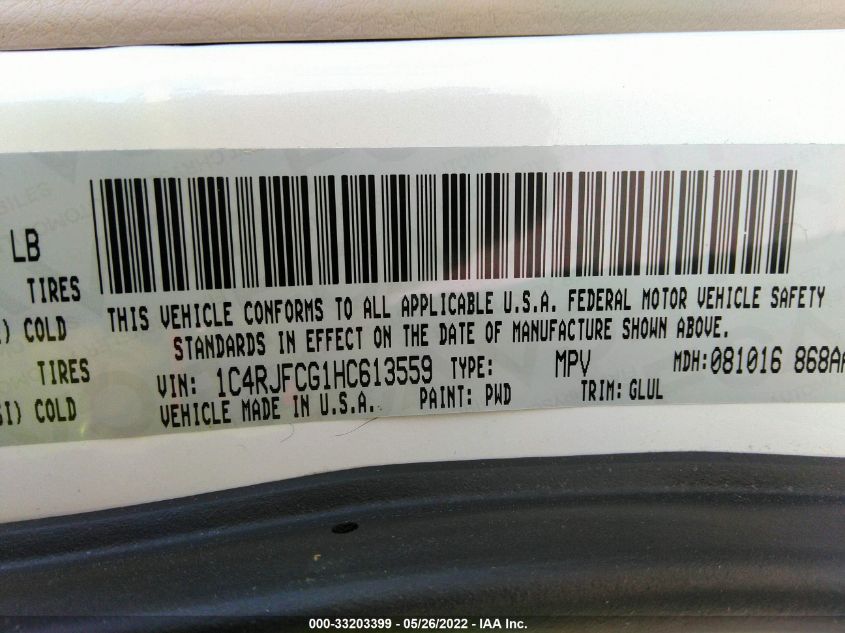 LB
TIRES
COLD
TIRES
COLD
THIS VEHICLE CONFORMS TO ALL APPLICABLE U.S.A. FEDERAL MOTOR VEHICLE SAFETY
STANDARDS IN EFFECT ON THE DATE OF MANUFACTURE SHOWN ABOVE.
VIN: 1C4RJFCG1HC613559 TYPE: MPV MDH:081016 868AA
VEHICLE MADE IN U.S.A. PAINT: PWD TRIM: GLUL
000-33203399 - 05/26/2022 - IAA Inc.